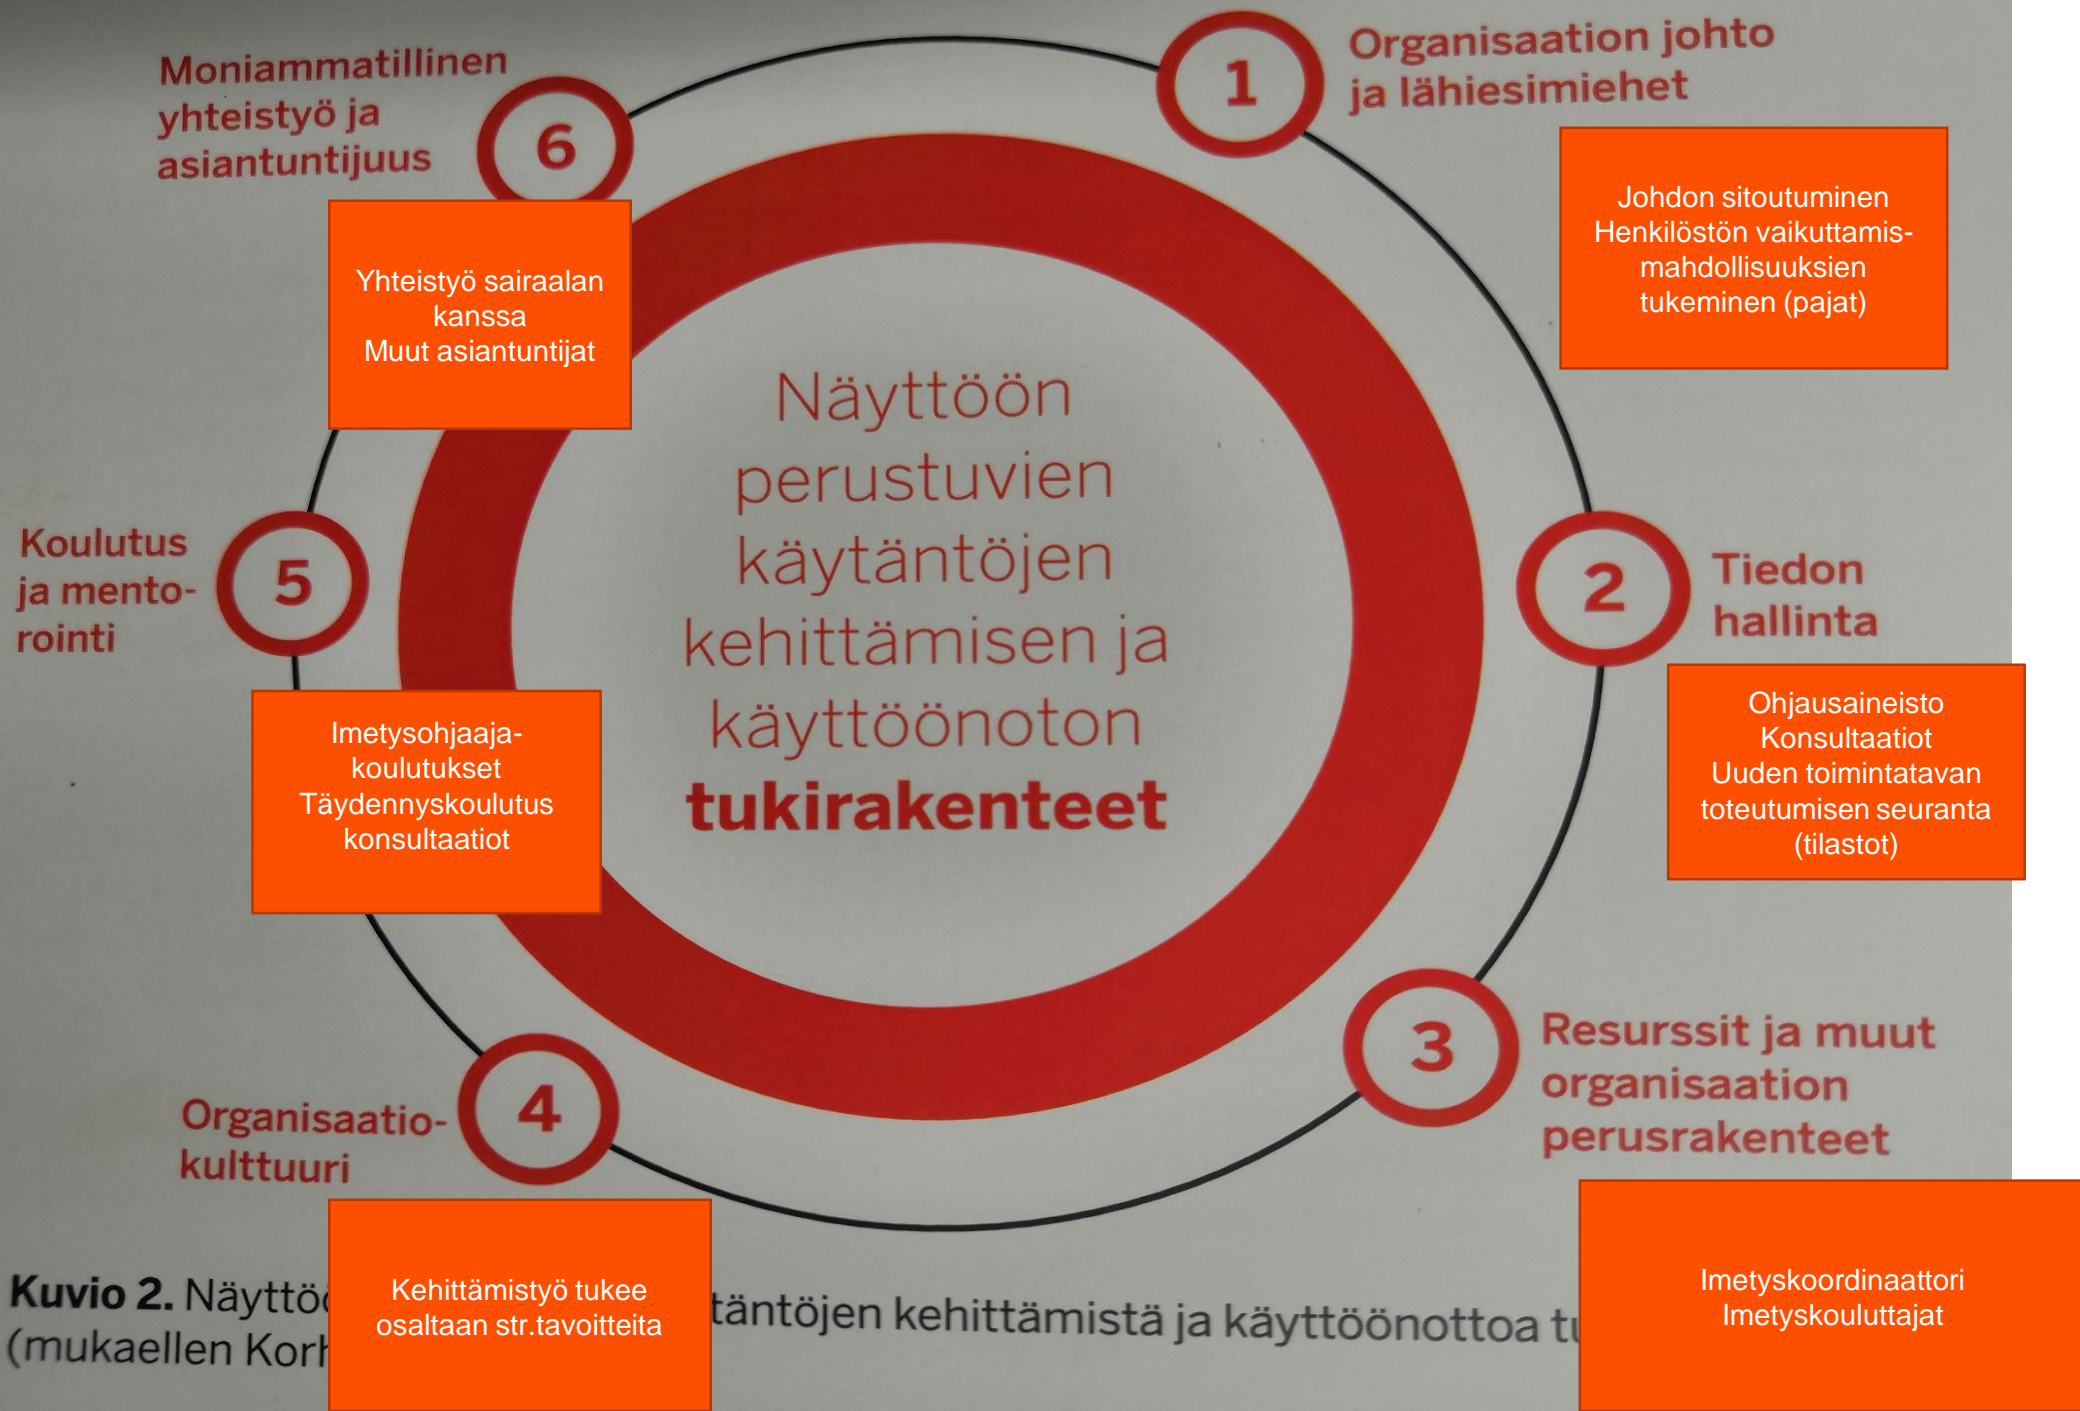 Moniammatillinen
yhteistyö ja
asiantuntijuus
6
Yhteistyö sairaalan
kanssa
Muut asiantuntijat
1
Organisaation johto
ja lähiesimiehet
Johdon sitoutuminen
Henkilöstön vaikuttamis-
mahdollisuuksien
tukeminen (pajat)
Näyttöön
perustuvien
käytäntöjen
kehittämisen ja
käyttöönoton
tukirakenteet
Koulutus
ja mento-
rointi
5
Imetysohjaaja-
koulutukset
Täydennyskoulutus
konsultaatiot
2
Tiedon
hallinta
Ohjausaineisto
Konsultaatiot
Uuden toimintatavan
toteutumisen seuranta
(tilastot)
3
Resurssit ja muut
organisaation
perusrakenteet
Imetyskoordinaattori
Imetyskouluttajat
Organisaatio-
kulttuuri
4
Kehittämistyö tukee
osaltaan str.tavoitteita
Kuvio 2. täntöjen kehittämistä ja käyttöönottoa
(mukaellen